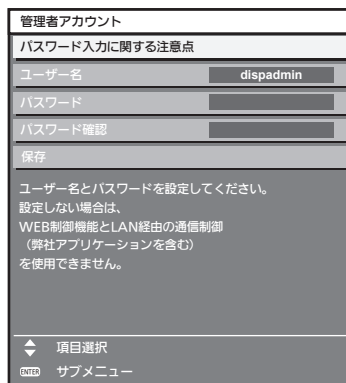 管理者アカウント
パスワード入力に関する注意点
ユーザー名 dispadmin
パスワード
パスワード確認
保存
ユーザー名とパスワードを設定してください。
設定しない場合は、
WEB制御機能とLAN経由の通信制御
（弊社アプリケーションを含む）
を使用できません。
項目選択
ENTER サブメニュー